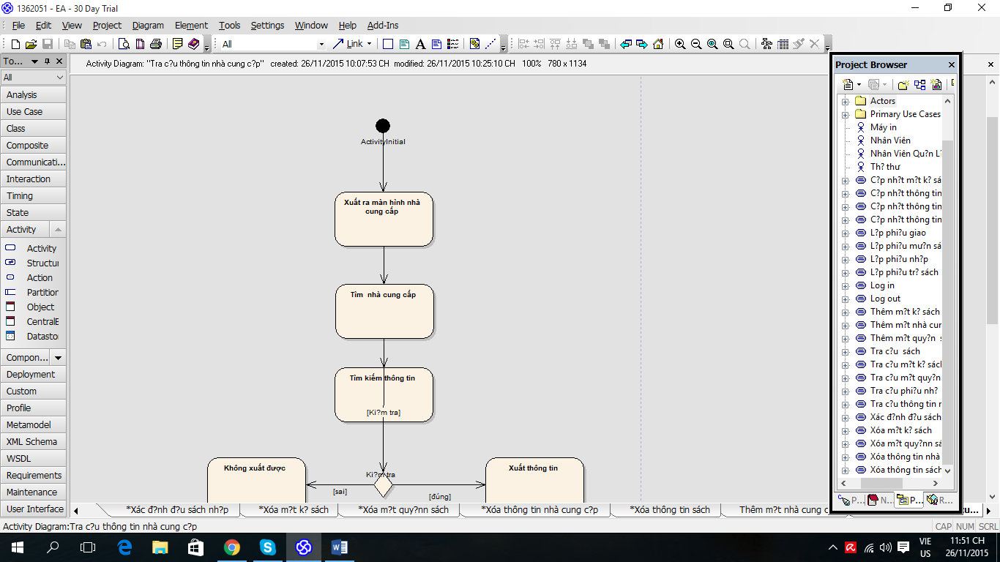 1362051 - EA - 30 Day Trial
File Edit View Project Diagram Element Tools Settings Window Help Add-Ins
All
Link
To...
All
Analysis
Use Case
Class
Composite
Communicati...
Interaction
Timing
State
Activity
Activity
Structur
Action
Partition
Object
CentralB
Datastor
Compon...
Deployment
Custom
Profile
Metamodel
XML Schema
WSDL
Requirements
Maintenance
User Interface
Activity Diagram: "Tra c?u thông tin nhà cung c?p" created: 26/11/2015 10:07:53 CH modified: 26/11/2015 10:25:10 CH 100% 780 x 1134
ActivityInitial
Xuất ra màn hình nhà
cung cấp
Tìm nhà cung cấp
Tìm kiếm thông tin
[Ki?m tra]
Không xuất được
Ki?m tra
Xuất thông tin
[sai]
[đúng]
Project Browser
Actors
Primary Use Cases
Máy in
Nhân Viên
Nhân Viên Qu?n L
Th? thư
C?p nh?t m?t k? sá
C?p nh?t thông tin
C?p nh?t thông tin
C?p nh?t thông tin
L?p phi?u giao
L?p phi?u mư?n sá
L?p phi?u nh?p
L?p phi?u tr? sách
Log in
Log out
Thêm m?t k? sách
Thêm m?t nhà cun
Thêm m?t quy?n s
Tra c?u sách
Tra c?u m?t k? sácl
Tra c?u m?t quy?n
Tra c?u phi?u nh?
Tra c?u thông tin r
Xác đ?nh đ?u sách
Xóa m?t k? sách
Xóa m?t quy?nn sá
Xóa thông tin nhà
Xóa thông tin sách
P... N... P... R...
*Xác đ?nh đ?u sách nh?p *Xóa m?t k? sách *Xóa m?t quy?nn sách *Xóa thông tin nhà cung c?p *Xóa thông tin sách Thêm m?t nhà cung c cu...
Activity Diagram:Tra c?u thông tin nhà cung c?p
CAP NUM SCRL
VIE
US
11:51 CH
26/11/2015